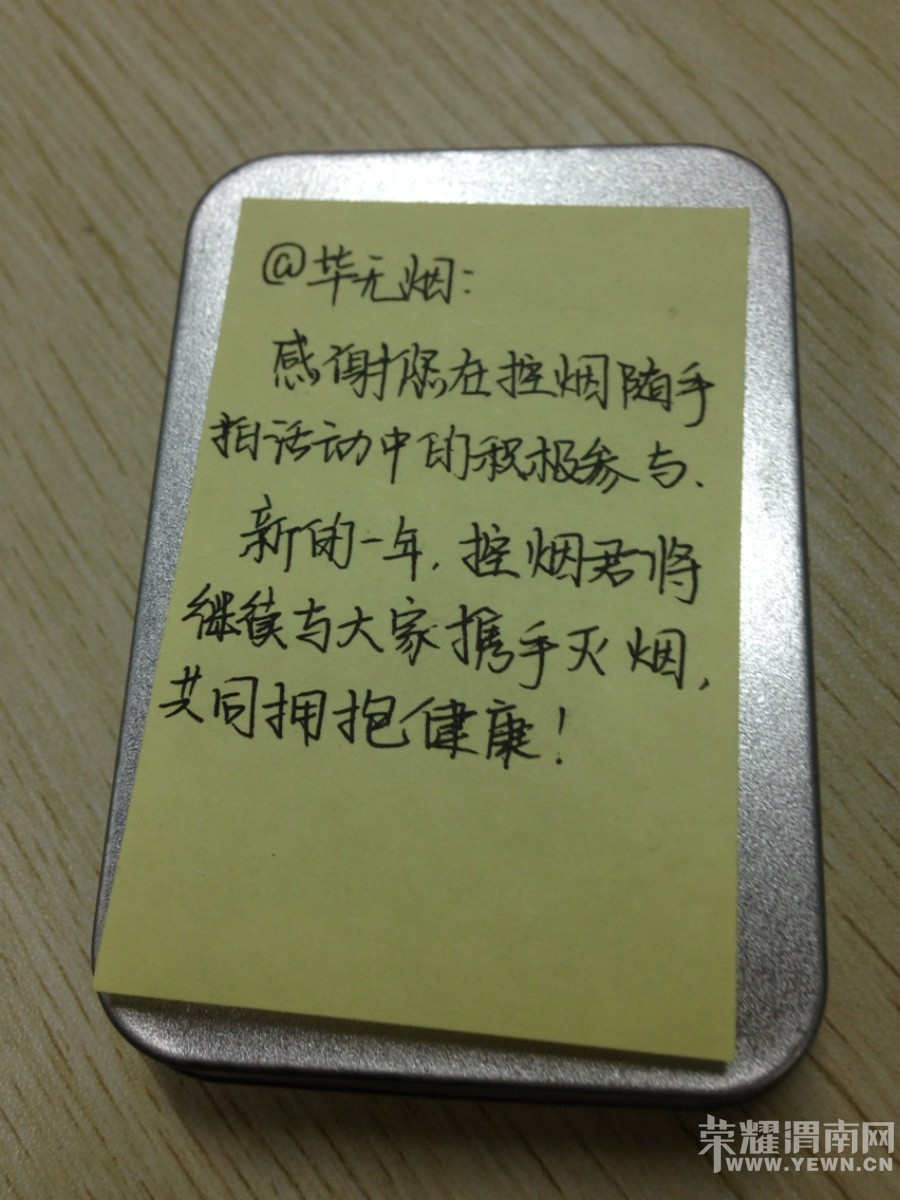 @华无烟:
感谢您在控烟随手
拍活动中的积极参与.
新的一年,控烟君将
继续与大家携手灭烟,
共同拥抱健康!
荣耀渭南网
WWW.YEWN.CN